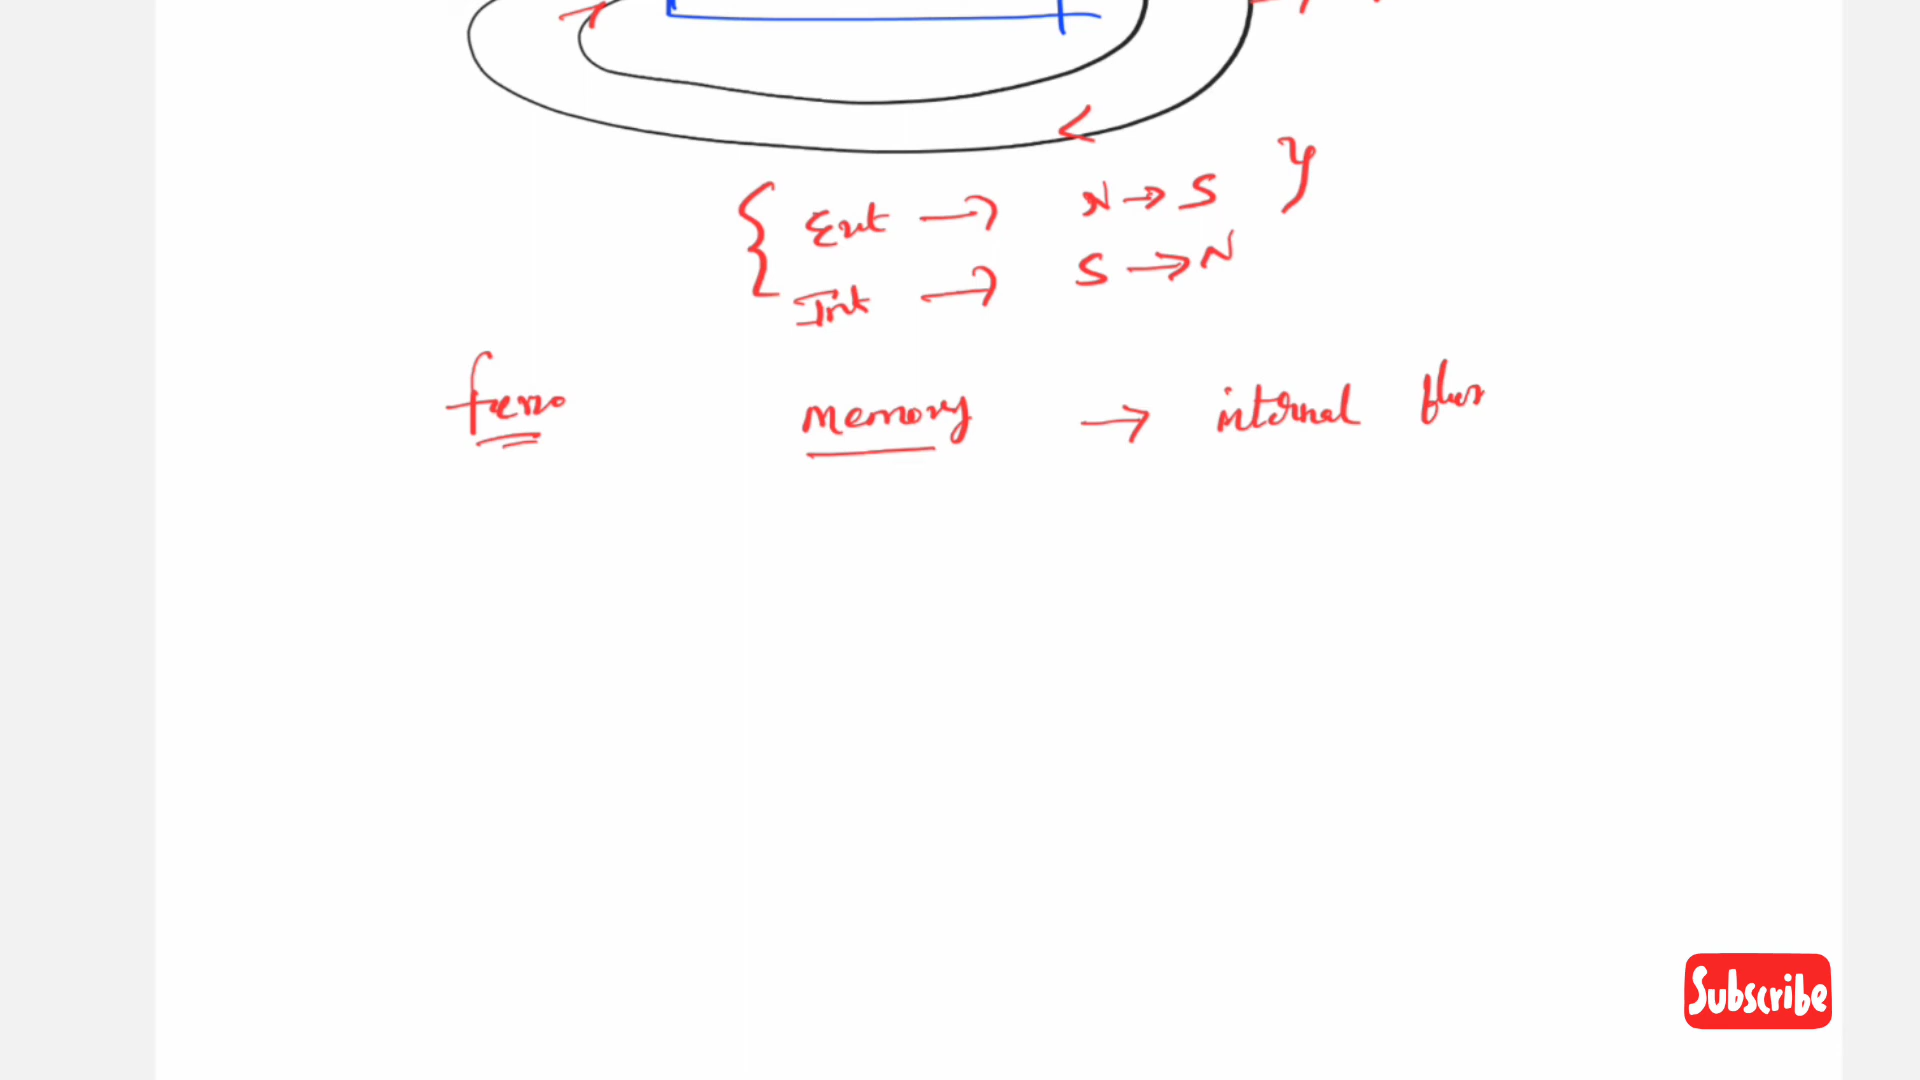 { Ext → N → S }
Int → S → N
ferro memory → internal flux
Subscribe